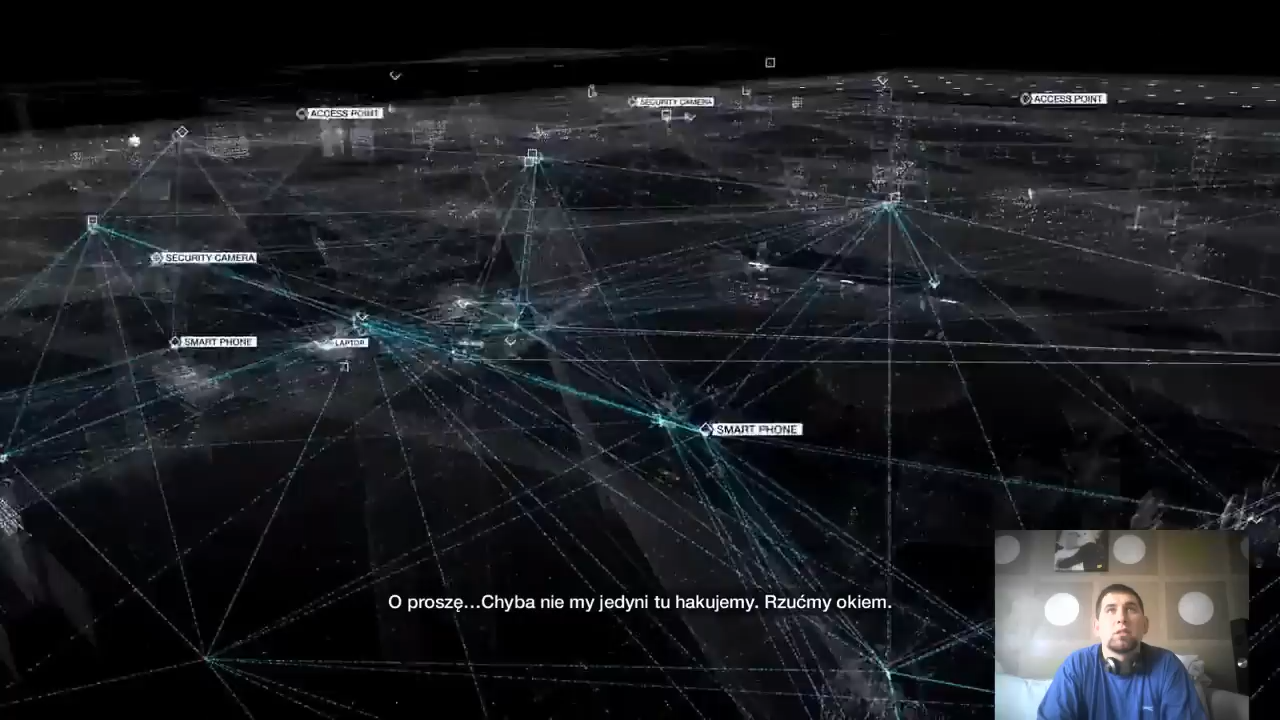 SECURITY CAMERA
ACCESS POINT
ACCESS POINT
SECURITY CAMERA
SMART PHONE
LAPTOP
SMART PHONE
O proszę...Chyba nie my jedyni tu hakujemy. Rzućmy okiem.